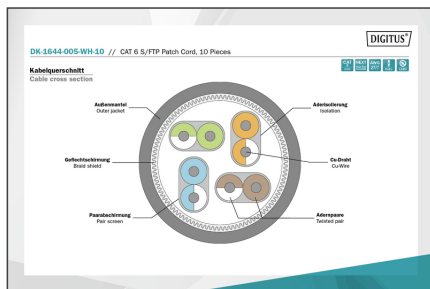 DIGITUS®
DK-1644-005-WH-10 // CAT 6 S/FTP Patch Cord, 10 Pieces
Kabelquerschnitt
Cable cross section
Außenmantel
Outer jacket
Aderisolierung
Isolation
Geflechtschirmung
Braid shield
Cu-Draht
Cu-Wire
Paarabschirmung
Pair screen
Adernpaare
Twisted pair